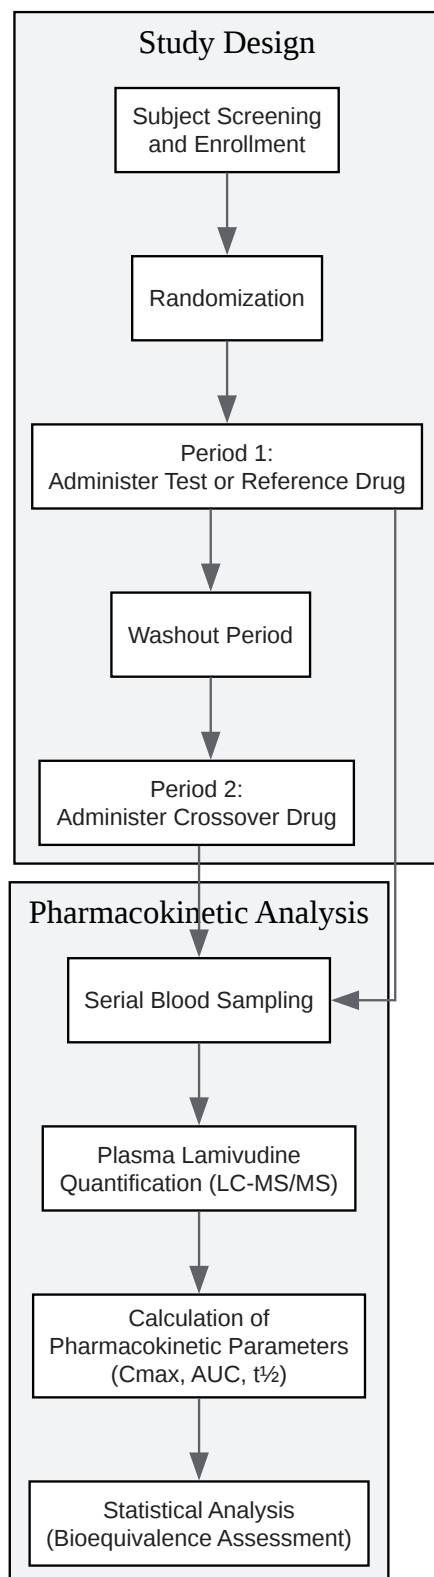 Study Design
Subject Screening
and Enrollment
Randomization
Period 1:
Administer Test or Reference Drug
Washout Period
Period 2:
Administer Crossover Drug
Pharmacokinetic Analysis
Serial Blood Sampling
Plasma Lamivudine
Quantification (LC-MS/MS)
Calculation of
Pharmacokinetic Parameters
(Cmax, AUC, t½)
Statistical Analysis
(Bioequivalence Assessment)